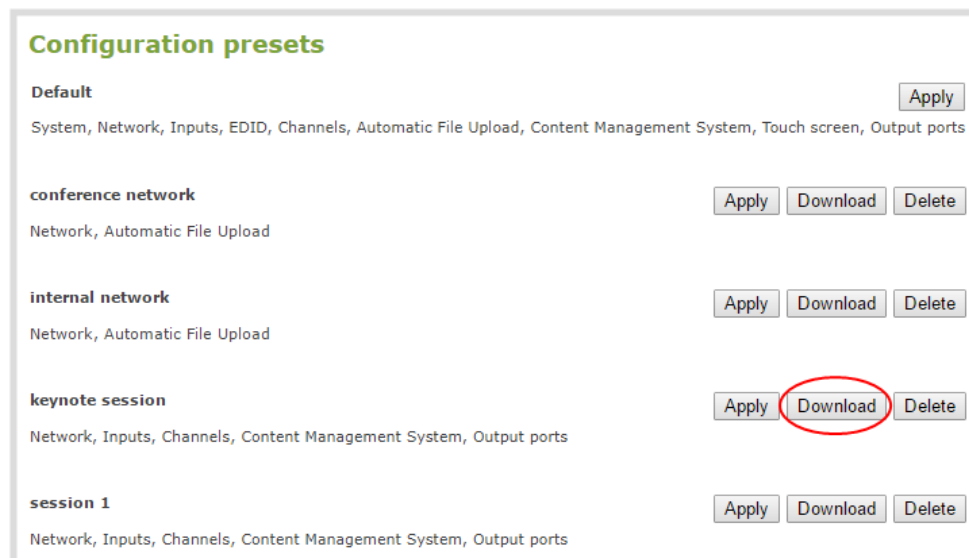 Configuration presets
Default
Apply
System, Network, Inputs, EDID, Channels, Automatic File Upload, Content Management System, Touch screen, Output ports
conference network
Apply Download Delete
Network, Automatic File Upload
internal network
Apply Download Delete
Network, Automatic File Upload
keynote session
Apply Download Delete
Network, Inputs, Channels, Content Management System, Output ports
session 1
Apply Download Delete
Network, Inputs, Channels, Content Management System, Output ports